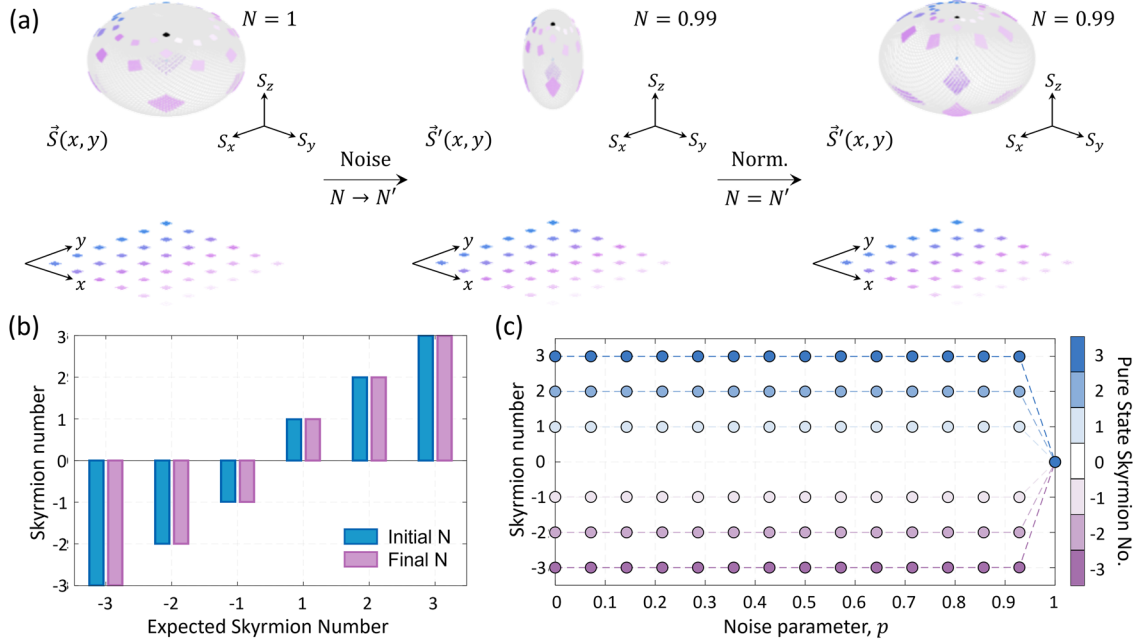 (a)
N = 1
N = 0.99
N = 0.99
S_z
S_x
S_y
S_z
S_x
S_y
S_z
S_x
S_y
S⃗(x, y)
Noise
N → N′
S⃗′(x, y)
Norm.
N = N′
S⃗′(x, y)
y
x
y
x
y
x
(b)
Skyrmion number
3
2
1
0
-1
-2
-3
-3
-2
-1
1
2
3
Expected Skyrmion Number
Initial N
Final N
(c)
Skyrmion number
3
2
1
0
-1
-2
-3
0
0.1
0.2
0.3
0.4
0.5
0.6
0.7
0.8
0.9
1
Noise parameter, p
3
2
1
0
-1
-2
-3
Pure State Skyrmion No.